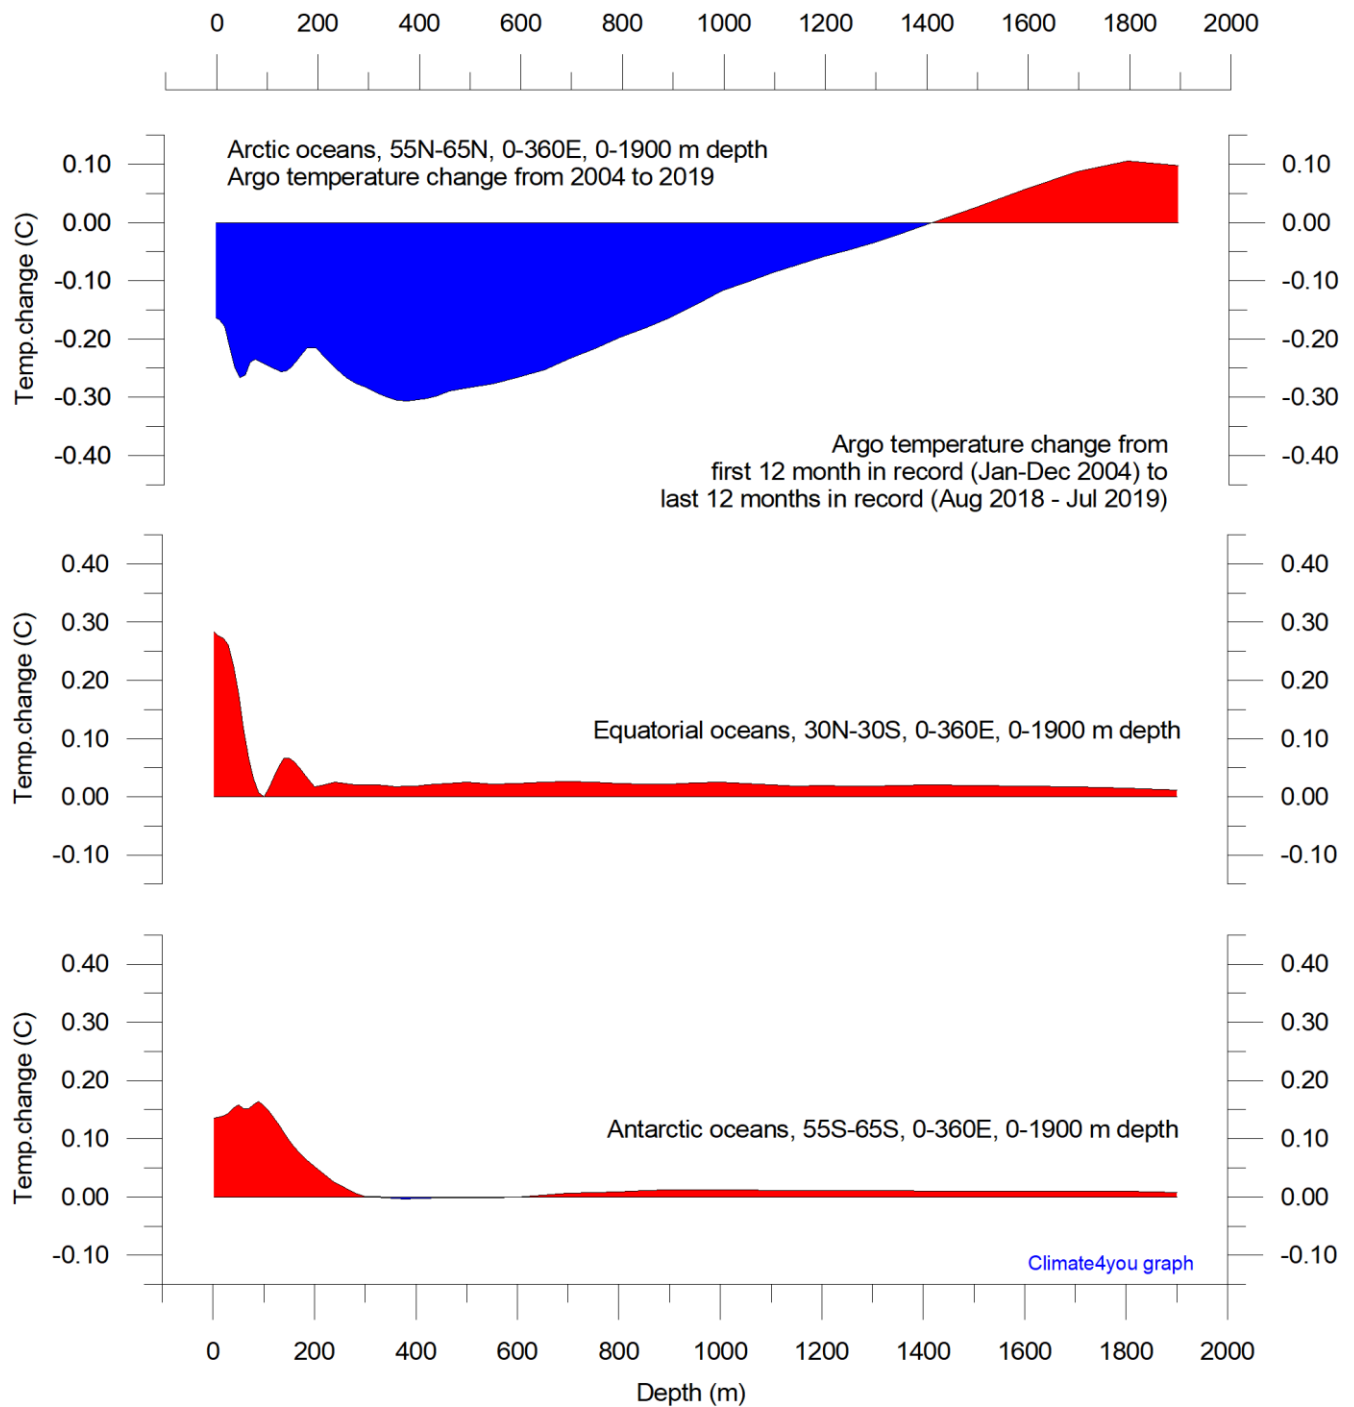 0 200 400 600 800 1000 1200 1400 1600 1800 2000
Arctic oceans, 55N-65N, 0-360E, 0-1900 m depth
Argo temperature change from 2004 to 2019
Temp.change (C)
0.10 0.10
0.00 0.00
-0.10 -0.10
-0.20 -0.20
-0.30 -0.30
-0.40 -0.40
Argo temperature change from
first 12 month in record (Jan-Dec 2004) to
last 12 months in record (Aug 2018 - Jul 2019)
Temp.change (C)
0.40 0.40
0.30 0.30
0.20 0.20
0.10 0.10
0.00 0.00
-0.10 -0.10
Equatorial oceans, 30N-30S, 0-360E, 0-1900 m depth
Temp.change (C)
0.40 0.40
0.30 0.30
0.20 0.20
0.10 0.10
0.00 0.00
-0.10 -0.10
Antarctic oceans, 55S-65S, 0-360E, 0-1900 m depth
Climate4you graph
0 200 400 600 800 1000 1200 1400 1600 1800 2000
Depth (m)